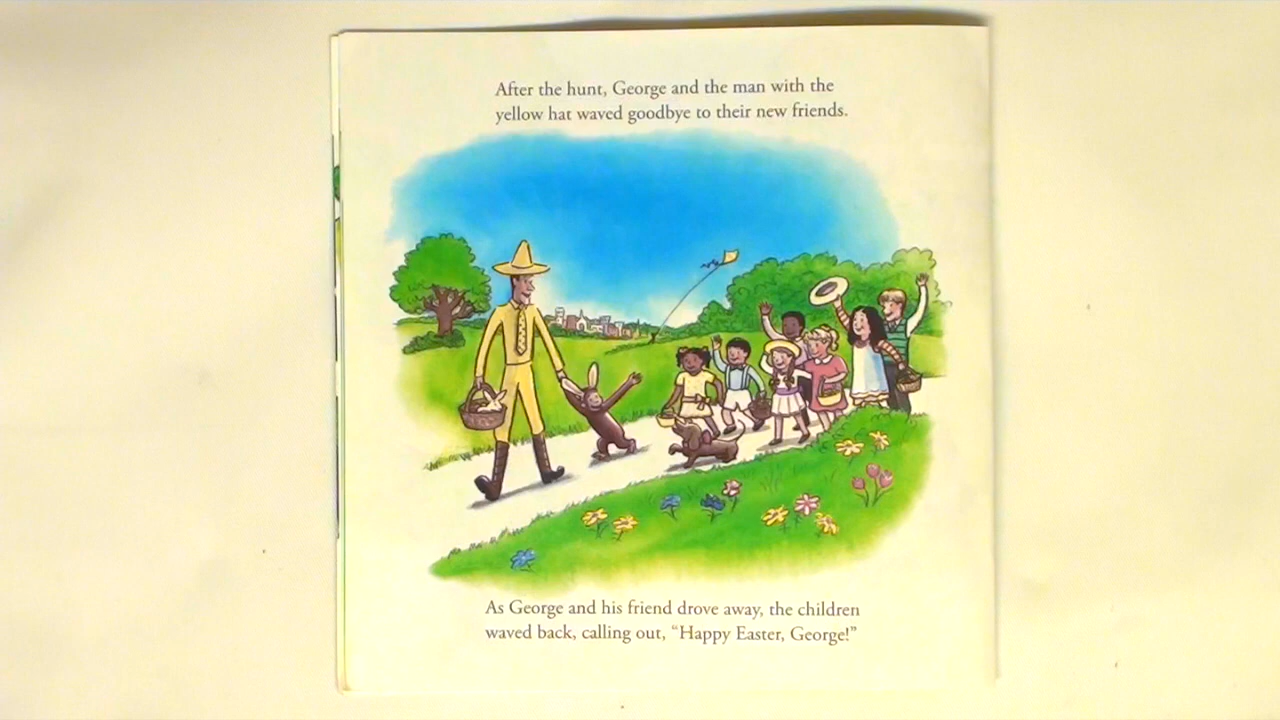 After the hunt, George and the man with the
yellow hat waved goodbye to their new friends.
As George and his friend drove away, the children
waved back, calling out, “Happy Easter, George!”